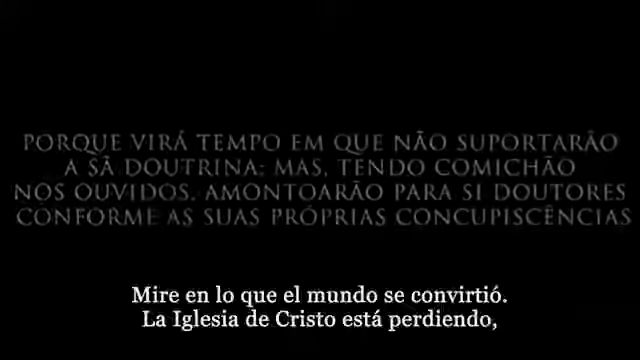 PORQUE VIRÁ TEMPO EM QUE NÃO SUPORTARÃO
A SÃ DOUTRINA; MAS, TENDO COMICHÃO
NOS OUVIDOS, AMONTOARÃO PARA SI DOUTORES
CONFORME AS SUAS PRÓPRIAS CONCUPISCÊNCIAS
Mire en lo que el mundo se convirtió.
La Iglesia de Cristo está perdiendo,